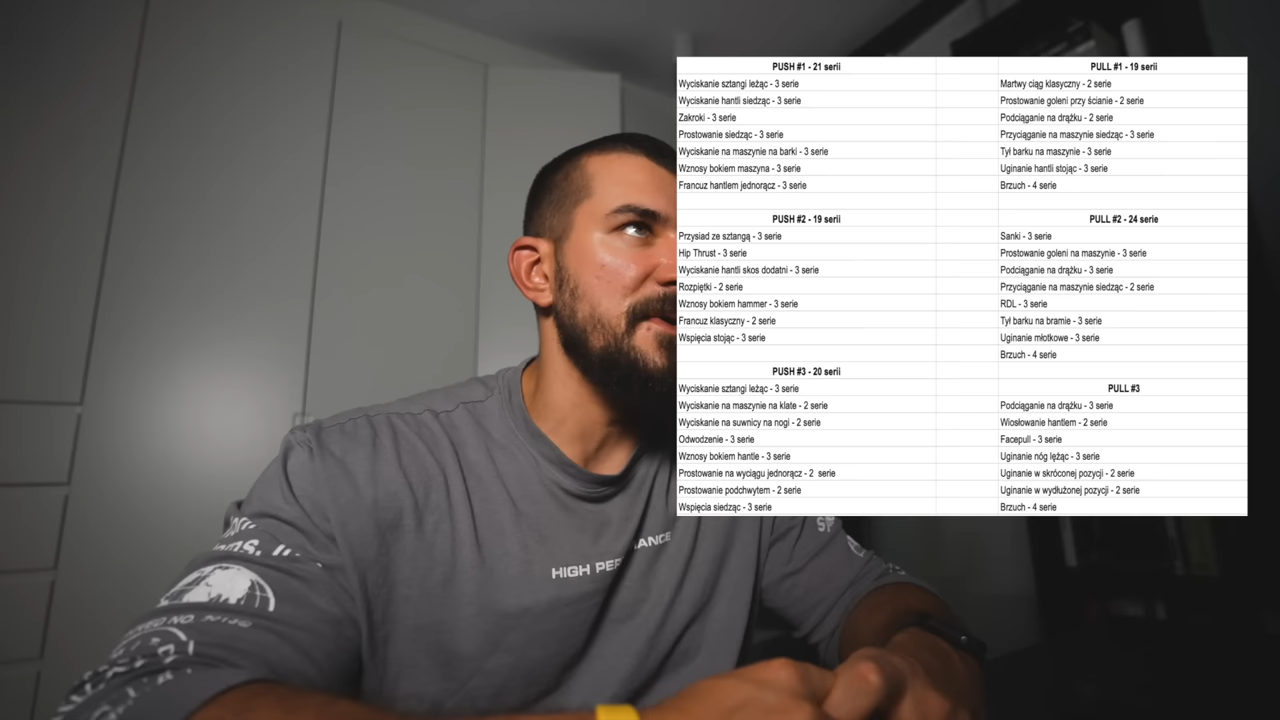 PUSH #1 - 21 serii
Wyciskanie sztangi leżąc - 3 serie
Wyciskanie hantli siedząc - 3 serie
Zakroki - 3 serie
Prostowanie siedząc - 3 serie
Wyciskanie na maszynie na barki - 3 serie
Wznosy bokiem maszyna - 3 serie
Francuz hantlem jednorącz - 3 serie
PULL #1 - 19 serii
Martwy ciąg klasyczny - 2 serie
Prostowanie goleni przy ścianie - 2 serie
Podciąganie na drążku - 2 serie
Przyciąganie na maszynie siedząc - 3 serie
Tył barku na maszynie - 3 serie
Uginanie hantli stojąc - 3 serie
Brzuch - 4 serie
PUSH #2 - 19 serii
Przysiad ze sztangą - 3 serie
Hip Thrust - 3 serie
Wyciskanie hantli skos dodatni - 3 serie
Rozpiętki - 2 serie
Wznosy bokiem hammer - 3 serie
Francuz klasyczny - 2 serie
Wspięcia stojąc - 3 serie
PULL #2 - 24 serie
Sanki - 3 serie
Prostowanie goleni na maszynie - 3 serie
Podciąganie na drążku - 3 serie
Przyciąganie na maszynie siedząc - 2 serie
RDL - 3 serie
Tył barku na bramie - 3 serie
Uginanie młotkowe - 3 serie
Brzuch - 4 serie
PUSH #3 - 20 serii
Wyciskanie sztangi leżąc - 3 serie
Wyciskanie na maszynie na klate - 2 serie
Wyciskanie na suwnicy na nogi - 2 serie
Odwodzenie - 3 serie
Wznosy bokiem hantle - 3 serie
Prostowanie na wyciągu jednorącz - 2 serie
Prostowanie podchwytem - 2 serie
Wspięcia siedząc - 3 serie
PULL #3
Podciąganie na drążku - 3 serie
Wiosłowanie hantlem - 2 serie
Facepull - 3 serie
Uginanie nóg lężąc - 3 serie
Uginanie w skróconej pozycji - 2 serie
Uginanie w wydłużonej pozycji - 2 serie
Brzuch - 4 serie
HIGH